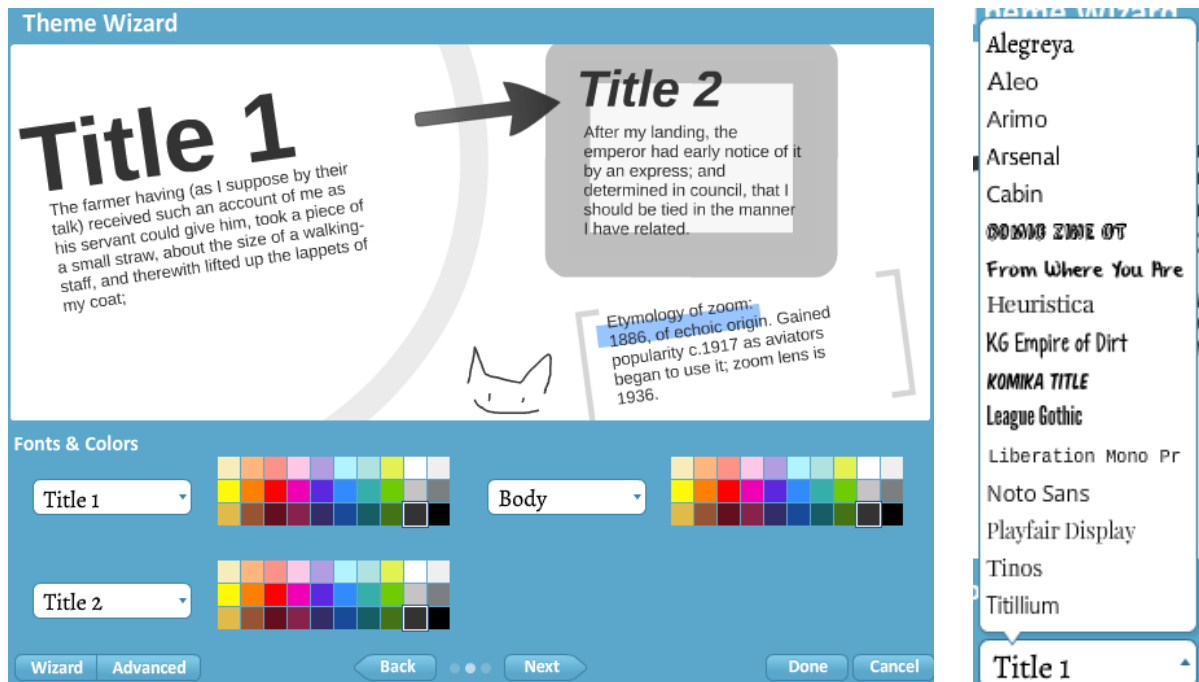 Theme Wizard
Title 1
The farmer having (as I suppose by their
talk) received such an account of me as
his servant could give him, took a piece of
a small straw, about the size of a walking-
staff, and therewith lifted up the lappets of
my coat;
Title 2
After my landing, the
emperor had early notice of it
by an express; and
determined in council, that I
should be tied in the manner
I have related.
Etymology of zoom:
1886, of echoic origin. Gained
popularity c.1917 as aviators
began to use it; zoom lens is
1936.
Fonts & Colors
Title 1
Body
Title 2
Wizard
Advanced
Back
Next
Done
Cancel
Theme Wizard
Alegreya
Aleo
Arimo
Arsenal
Cabin
COMIC ZINE OT
From Where You Are
Heuristica
KG Empire of Dirt
KOMIKA TITLE
League Gothic
Liberation Mono Pr
Noto Sans
Playfair Display
Tinos
Titillium
Title 1